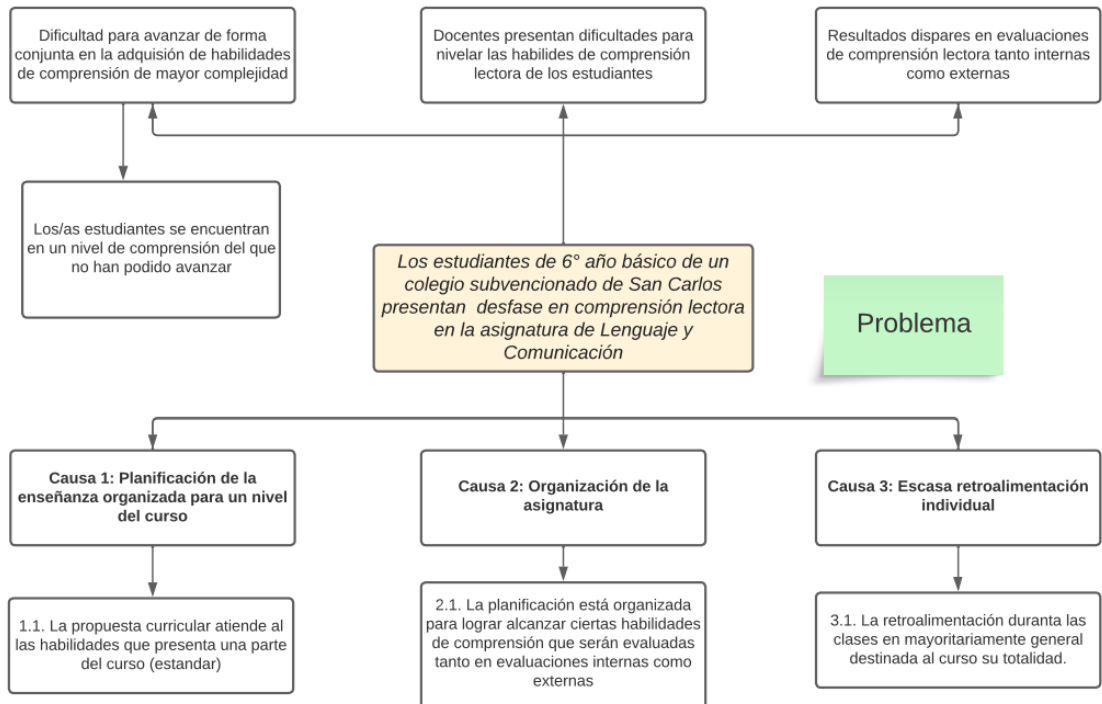 Dificultad para avanzar de forma
conjunta en la adquisición de habilidades
de comprensión de mayor complejidad
Docentes presentan dificultades para
nivelar las habilides de comprensión
lectora de los estudiantes
Resultados dispares en evaluaciones
de comprensión lectora tanto internas
como externas
Los/as estudiantes se encuentran
en un nivel de comprensión del que
no han podido avanzar
Los estudiantes de 6° año básico de un
colegio subvencionado de San Carlos
presentan desfase en comprensión lectora
en la asignatura de Lenguaje y
Comunicación
Problema
Causa 1: Planificación de la
enseñanza organizada para un nivel
del curso
Causa 2: Organización de la
asignatura
Causa 3: Escasa retroalimentación
individual
1.1. La propuesta curricular atiende al
las habilidades que presenta una parte
del curso (estandar)
2.1. La planificación está organizada
para lograr alcanzar ciertas habilidades
de comprensión que serán evaluadas
tanto en evaluaciones internas como
externas
3.1. La retroalimentación duranta las
clases en mayoritariamente general
destinada al curso su totalidad.